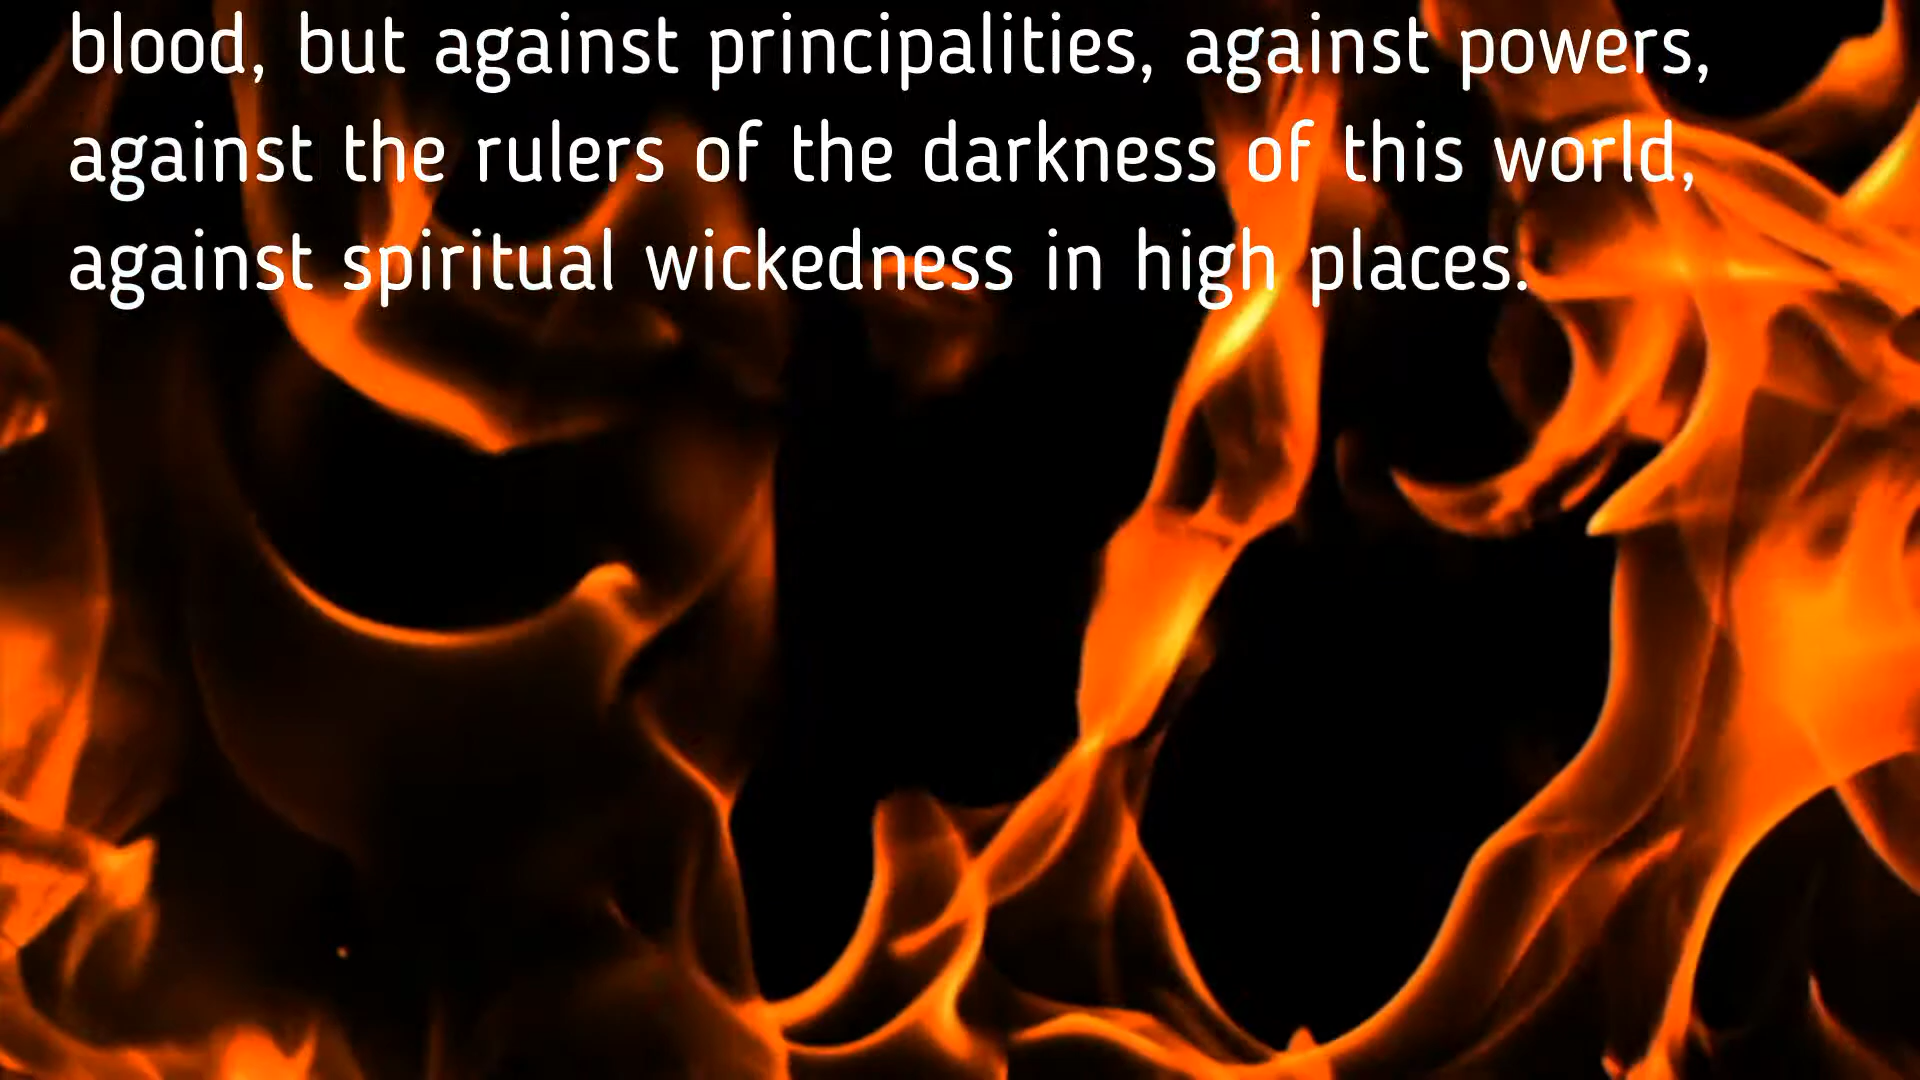 blood, but against principalities, against powers,
against the rulers of the darkness of this world,
against spiritual wickedness in high places.